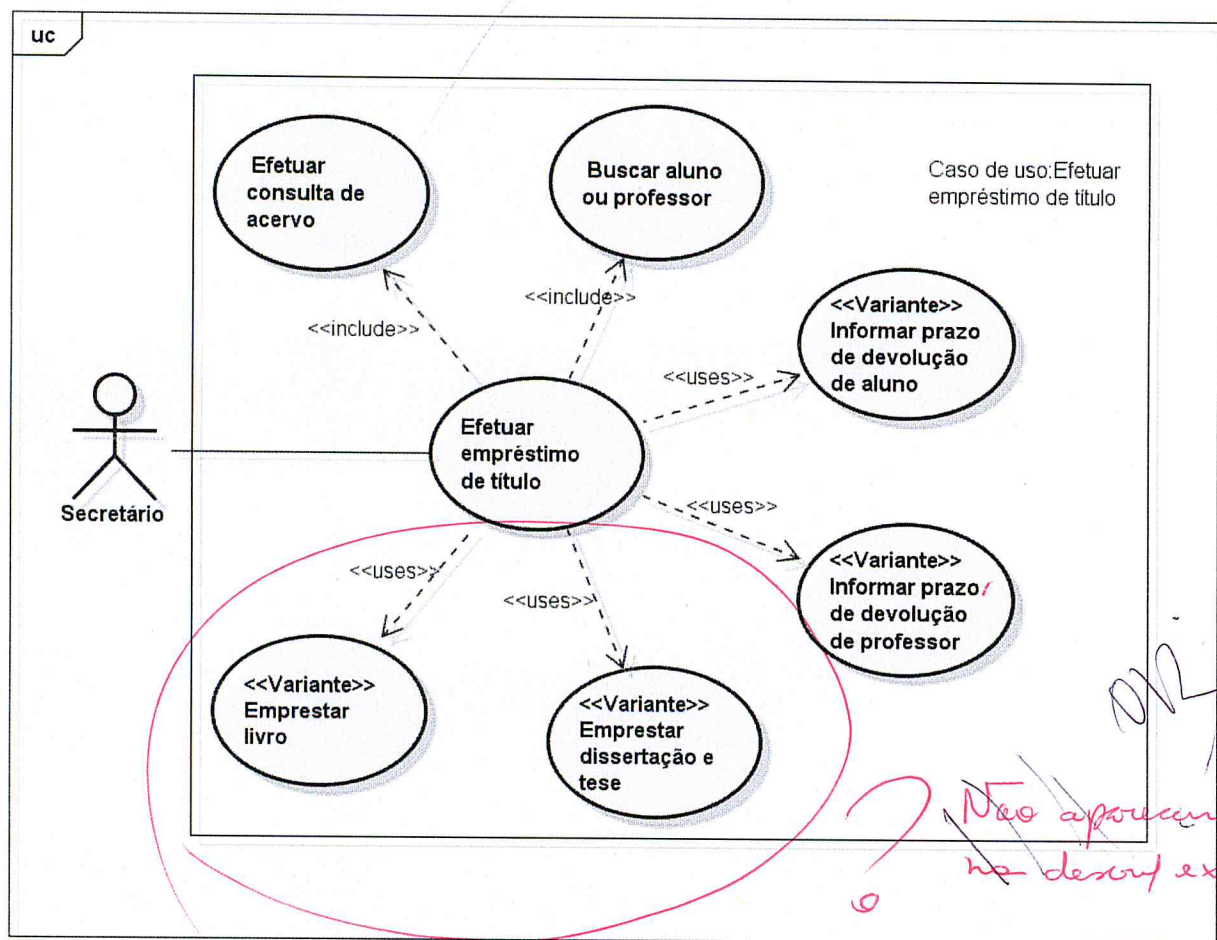 uc
Efetuar
consulta de
acervo
Buscar aluno
ou professor
Caso de uso:Efetuar
empréstimo de título
<<include>>
<<include>>
<<Variante>>
Informar prazo
de devolução
de aluno
<<uses>>
Efetuar
empréstimo
de título
Secretário
<<uses>>
<<Variante>>
Informar prazo
de devolução
de professor
<<uses>>
<<uses>>
<<Variante>>
Emprestar
livro
<<Variante>>
Emprestar
dissertação e
tese
?
Não aparecem
na